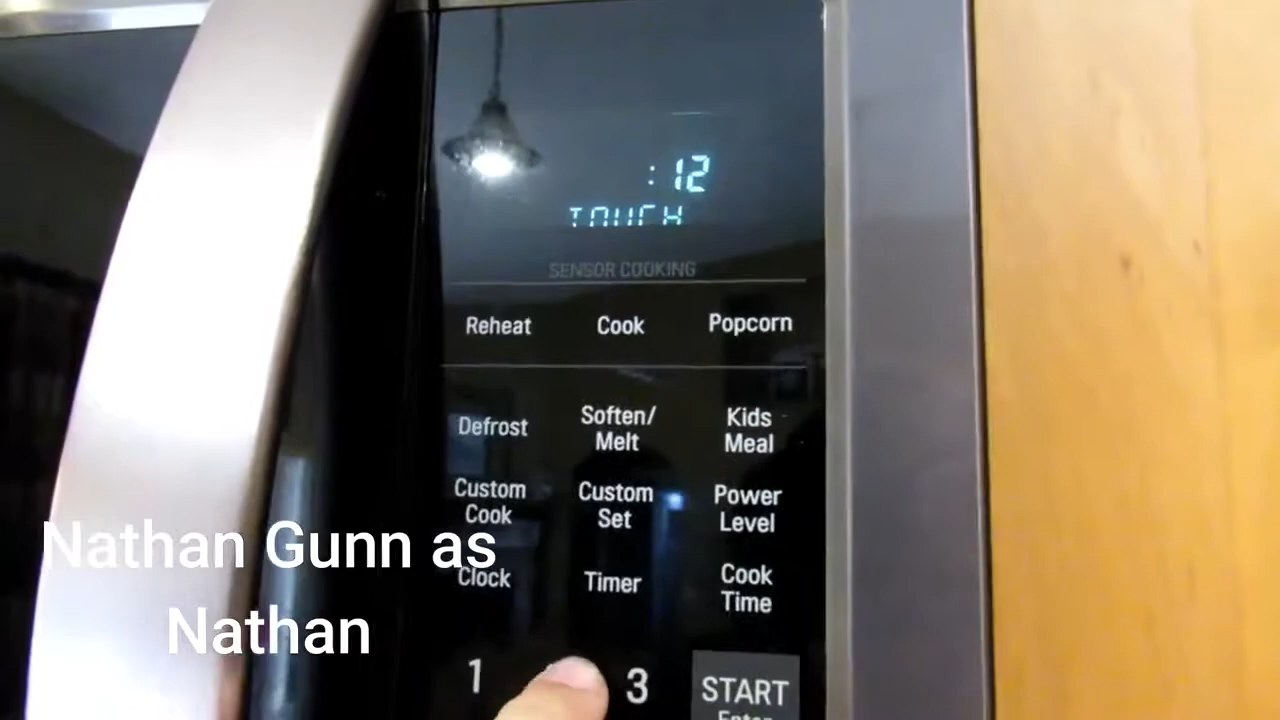 :12
TOUCH
SENSOR COOKING
Reheat Cook Popcorn
Defrost Soften/ Melt Kids Meal
Custom Cook Custom Set Power Level
Clock Timer Cook Time
1 3 START
Enter
Nathan Gunn as
Nathan